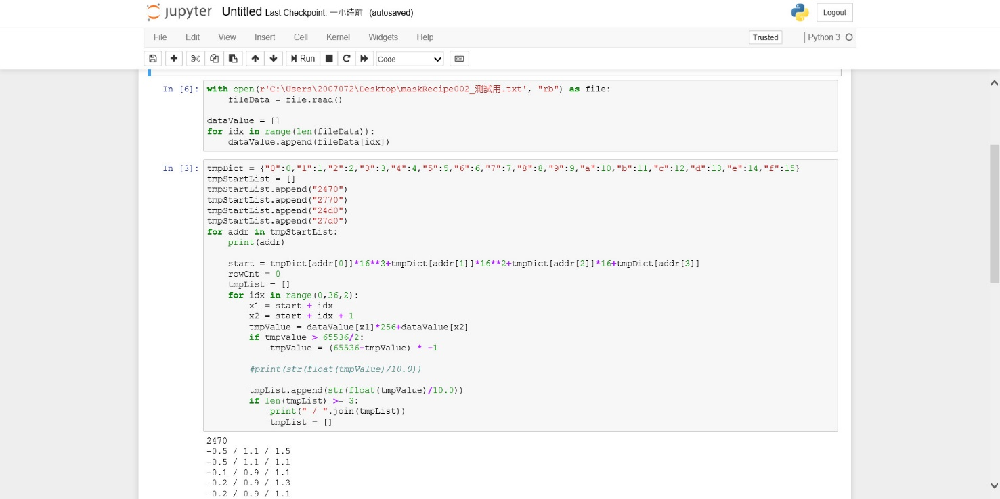 jupyter Untitled Last Checkpoint: 一小時前 (autosaved) Logout
File Edit View Insert Cell Kernel Widgets Help Trusted Python 3
Run Code
In [6]: with open(r'C:\Users\2007072\Desktop\maskRecipe002_測試用.txt', "rb") as file:
    fileData = file.read()
dataValue = []
for idx in range(len(fileData)):
    dataValue.append(fileData[idx])
In [3]: tmpDict = {"0":0,"1":1,"2":2,"3":3,"4":4,"5":5,"6":6,"7":7,"8":8,"9":9,"a":10,"b":11,"c":12,"d":13,"e":14,"f":15}
tmpStartList = []
tmpStartList.append("2470")
tmpStartList.append("2770")
tmpStartList.append("24d0")
tmpStartList.append("27d0")
for addr in tmpStartList:
    print(addr)
    start = tmpDict[addr[0]]*16**3+tmpDict[addr[1]]*16**2+tmpDict[addr[2]]*16+tmpDict[addr[3]]
    rowCnt = 0
    tmpList = []
    for idx in range(0,36,2):
        x1 = start + idx
        x2 = start + idx + 1
        tmpValue = dataValue[x1]*256+dataValue[x2]
        if tmpValue > 65536/2:
            tmpValue = (65536-tmpValue) * -1
        #print(str(float(tmpValue)/10.0))
        tmpList.append(str(float(tmpValue)/10.0))
        if len(tmpList) >= 3:
            print(" / ".join(tmpList))
            tmpList = []
2470
-0.5 / 1.1 / 1.5
-0.5 / 1.1 / 1.1
-0.1 / 0.9 / 1.1
-0.2 / 0.9 / 1.3
-0.2 / 0.9 / 1.1